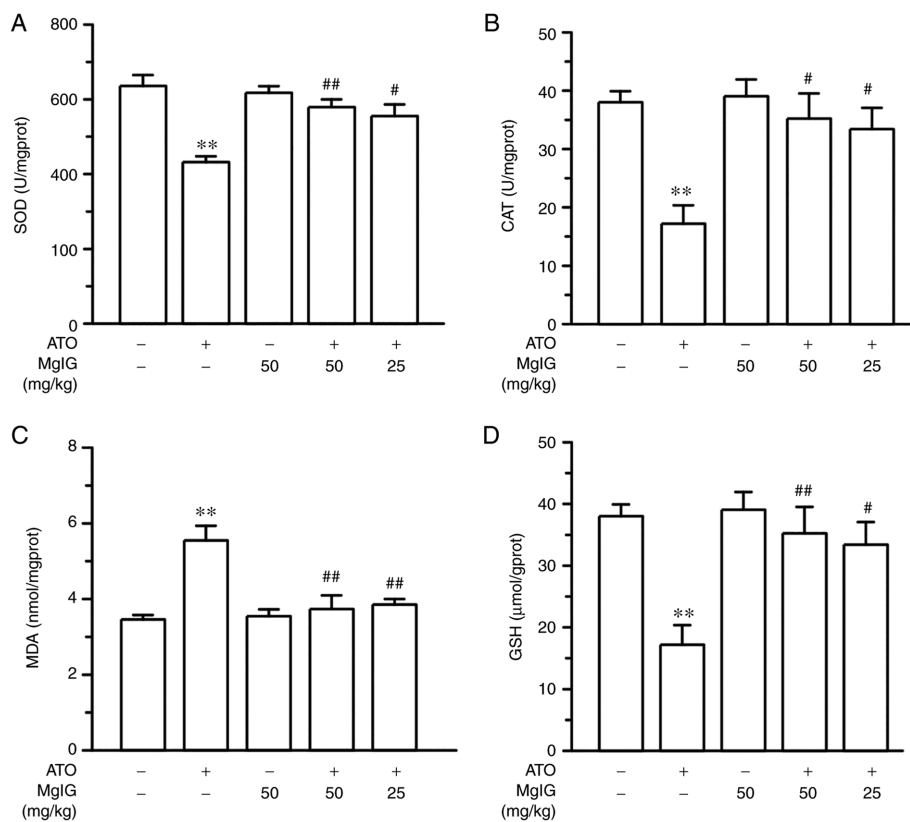 A
SOD (U/mgprot)
800
600
400
100
0
**
##
#
ATO – + – + +
MgIG – – 50 50 25
(mg/kg)
B
CAT (U/mgprot)
50
40
30
20
10
0
**
#
#
ATO – + – + +
MgIG – – 50 50 25
(mg/kg)
C
MDA (nmol/mgprot)
8
6
4
2
0
**
##
##
ATO – + – + +
MgIG – – 50 50 25
(mg/kg)
D
GSH (μmol/gprot)
50
40
30
20
10
0
**
##
#
ATO – + – + +
MgIG – – 50 50 25
(mg/kg)